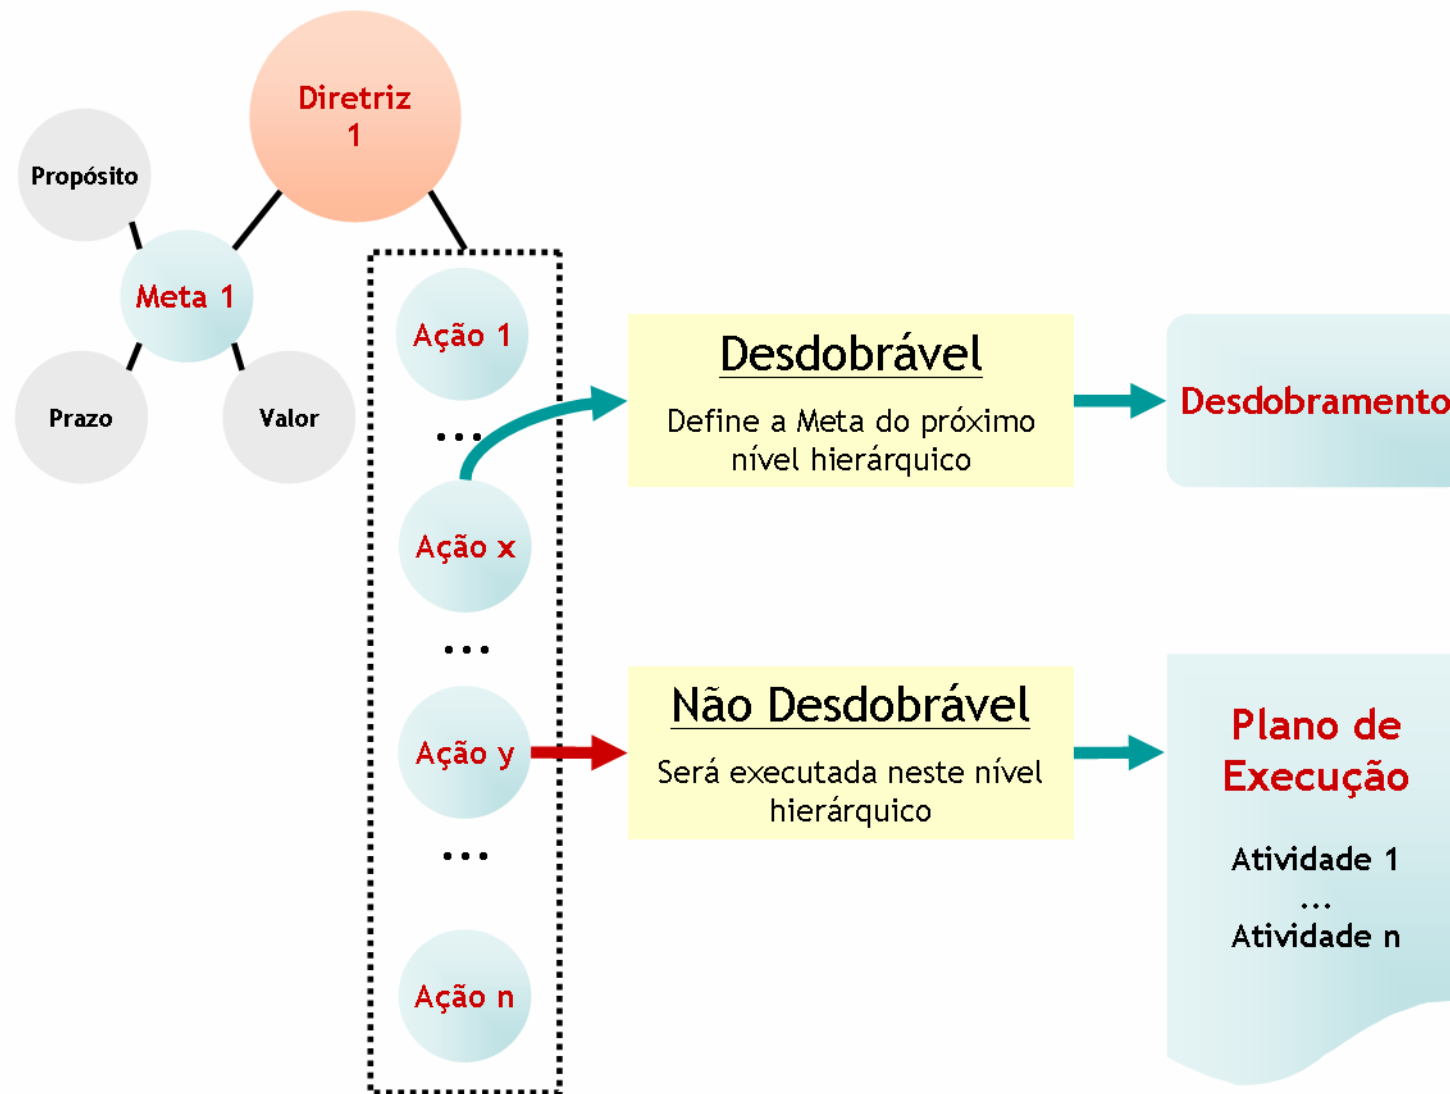 Diretriz
1
Propósito
Meta 1
Prazo
Valor
Ação 1
...
Ação x
...
Ação y
...
Ação n
Desdobrável
Define a Meta do próximo
nível hierárquico
Desdobramento
Não Desdobrável
Será executada neste nível
hierárquico
Plano de
Execução
Atividade 1
...
Atividade n